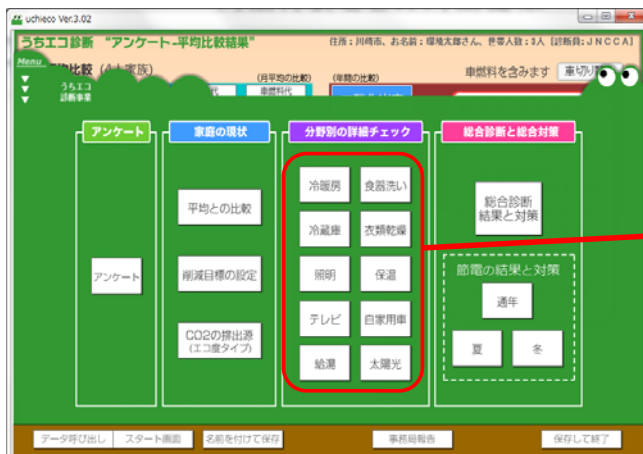 uchieco Ver.3.02
うちエコ診断 "アンケート-平均比較結果"
住所：川崎市、お名前：環境太郎さん、世帯人数：3人 [診断員：ＪＮＣＣＡ]
Menu
比較 (4人家族)
(月平均の比較) (年間の比較)
車燃料を含みます
うちエコ
診断事業
代
車燃料代
アンケート
家庭の現状
分野別の詳細チェック
総合診断と総合対策
アンケート
平均との比較
削減目標の設定
CO2の排出源
(エコ度タイプ)
冷暖房
食器洗い
冷蔵庫
衣類乾燥
照明
保温
テレビ
自家用車
給湯
太陽光
総合診断
結果と対策
節電の結果と対策
通年
夏
冬
データ呼び出し
スタート画面
名前を付けて保存
事務局報告
保存して終了